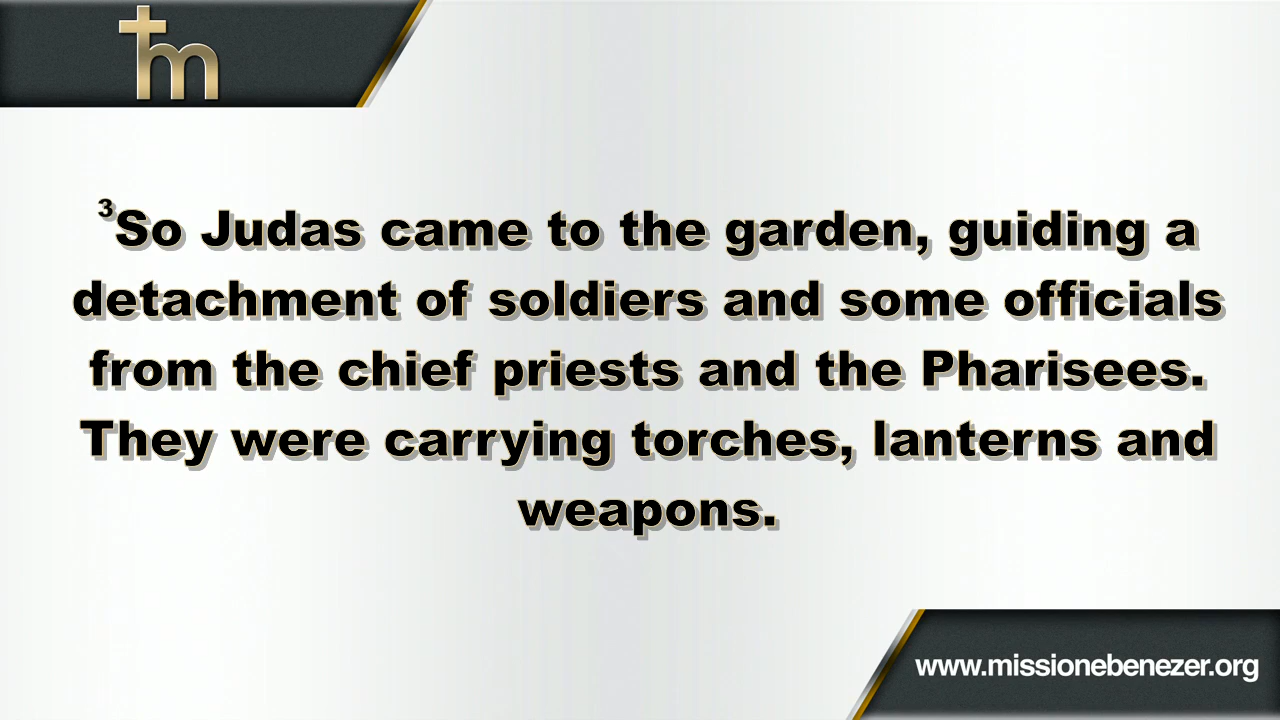 tm
³So Judas came to the garden, guiding a
detachment of soldiers and some officials
from the chief priests and the Pharisees.
They were carrying torches, lanterns and
weapons.
www.missionebenezer.org